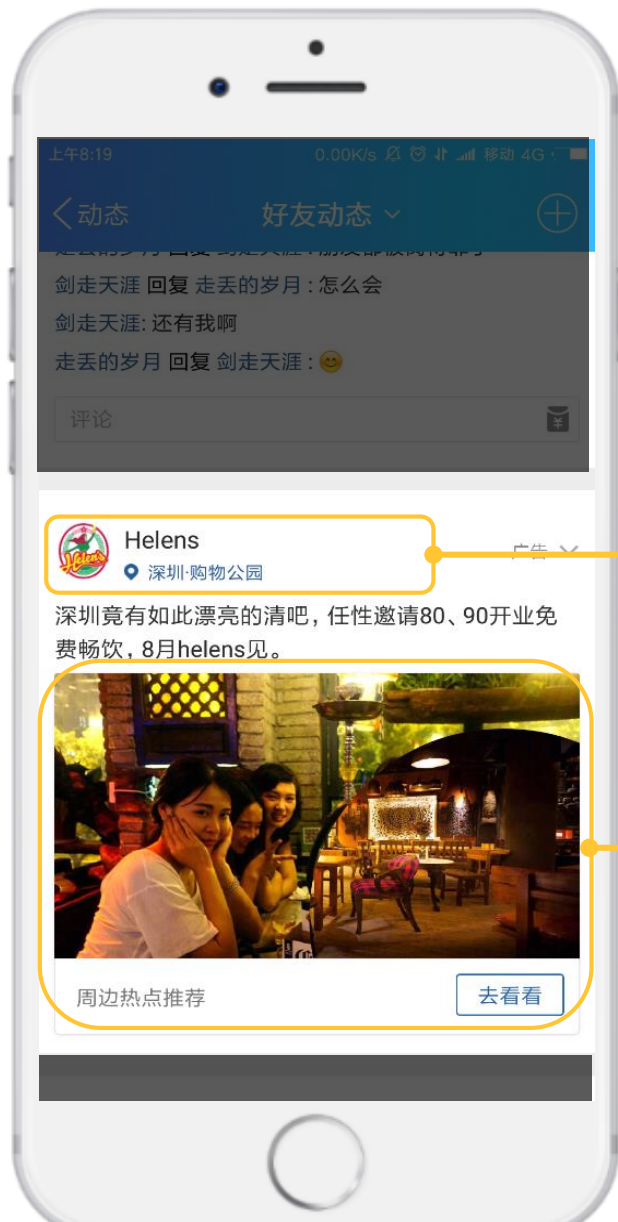 上午8:19 0.00K/s 移动 4G
动态 好友动态
剑走天涯 回复 走丢的岁月 : 怎么会
剑走天涯: 还有我啊
走丢的岁月 回复 剑走天涯 :
评论
¥
Helens
广告
Helen's
深圳·购物公园
深圳竟有如此漂亮的清吧，任性邀请80、90开业免
费畅饮，8月helens见。
周边热点推荐 去看看